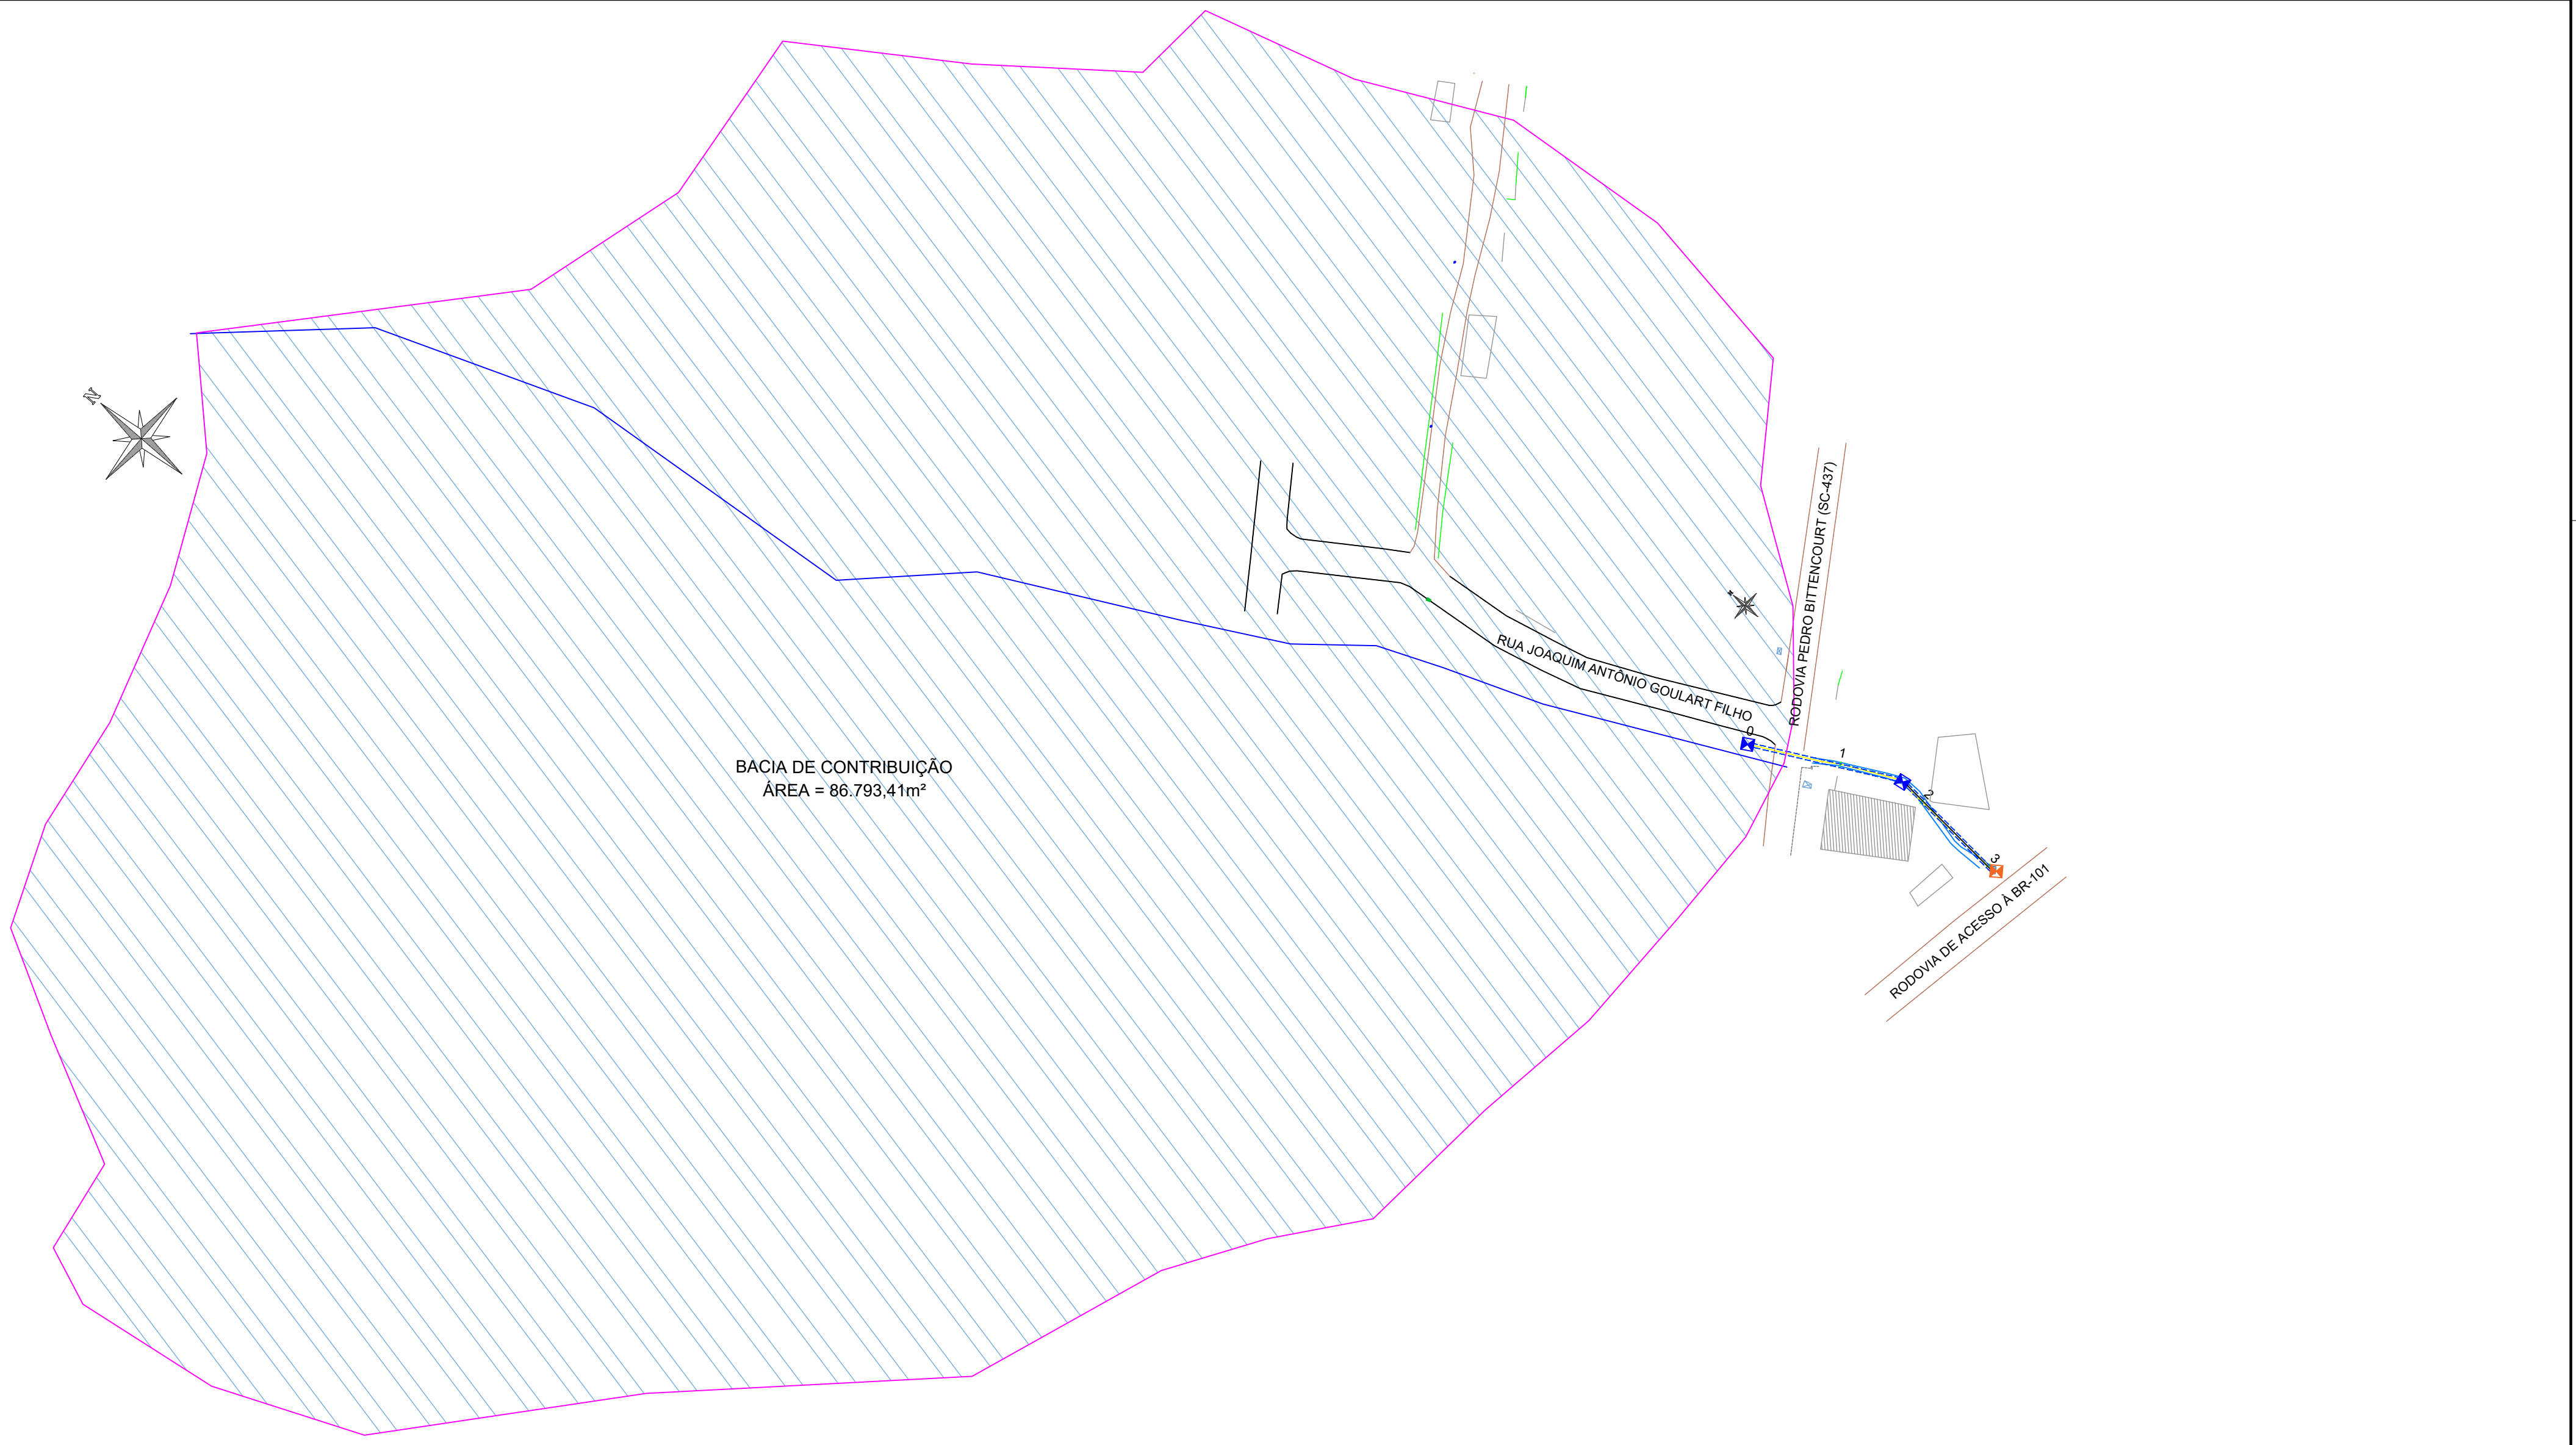 N
BACIA DE CONTRIBUIÇÃO
ÁREA = 86.793,41m²
RUA JOAQUIM ANTÔNIO GOULART FILHO
RODOVIA PEDRO BITTENCOURT (SC-437)
0
1
2
3
RODOVIA DE ACESSO À BR-101